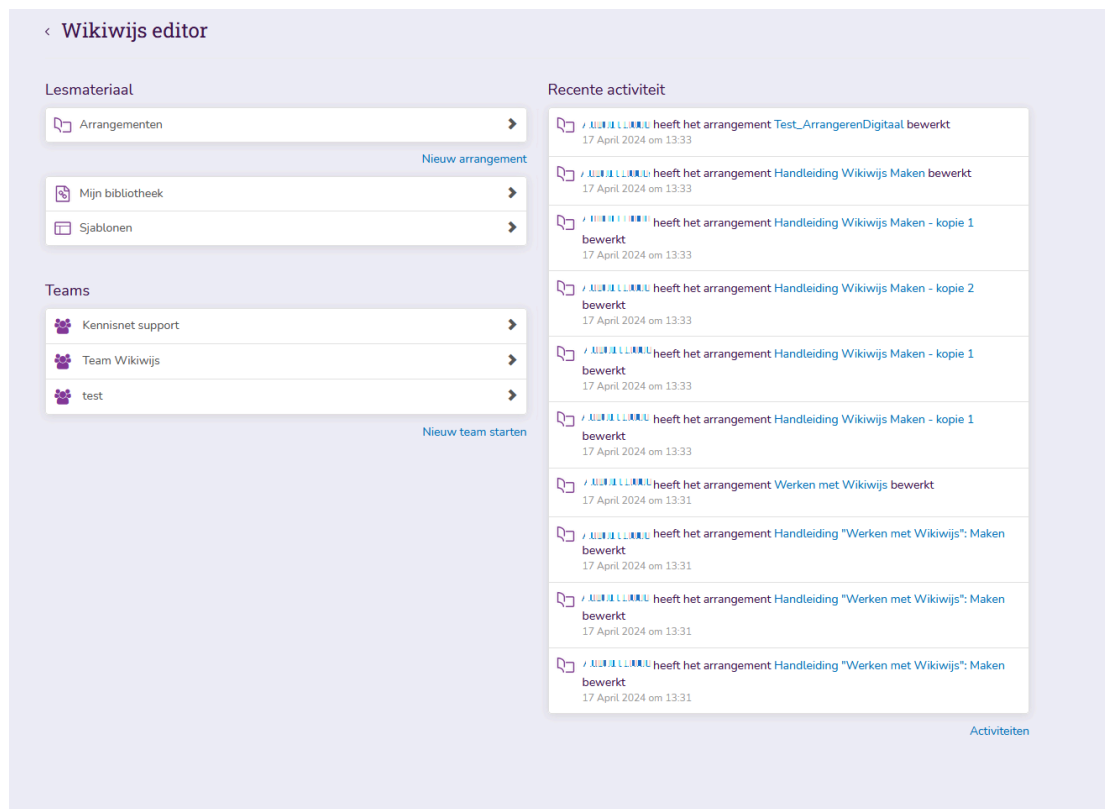 Wikiwijs editor
Lesmateriaal
Arrangementen
Nieuw arrangement
Mijn bibliotheek
Sjablonen
Teams
Kennisnet support
Team Wikiwijs
test
Nieuw team starten
Recente activiteit
heeft het arrangement Test_ArrangerenDigitaal bewerkt
17 April 2024 om 13:33
heeft het arrangement Handleiding Wikiwijs Maken bewerkt
17 April 2024 om 13:33
heeft het arrangement Handleiding Wikiwijs Maken - kopie 1
bewerkt
17 April 2024 om 13:33
heeft het arrangement Handleiding Wikiwijs Maken - kopie 2
bewerkt
17 April 2024 om 13:33
heeft het arrangement Handleiding Wikiwijs Maken - kopie 1
bewerkt
17 April 2024 om 13:33
heeft het arrangement Handleiding Wikiwijs Maken - kopie 1
bewerkt
17 April 2024 om 13:33
heeft het arrangement Werken met Wikiwijs bewerkt
17 April 2024 om 13:31
heeft het arrangement Handleiding "Werken met Wikiwijs": Maken
bewerkt
17 April 2024 om 13:31
heeft het arrangement Handleiding "Werken met Wikiwijs": Maken
bewerkt
17 April 2024 om 13:31
heeft het arrangement Handleiding "Werken met Wikiwijs": Maken
bewerkt
17 April 2024 om 13:31
Activiteiten